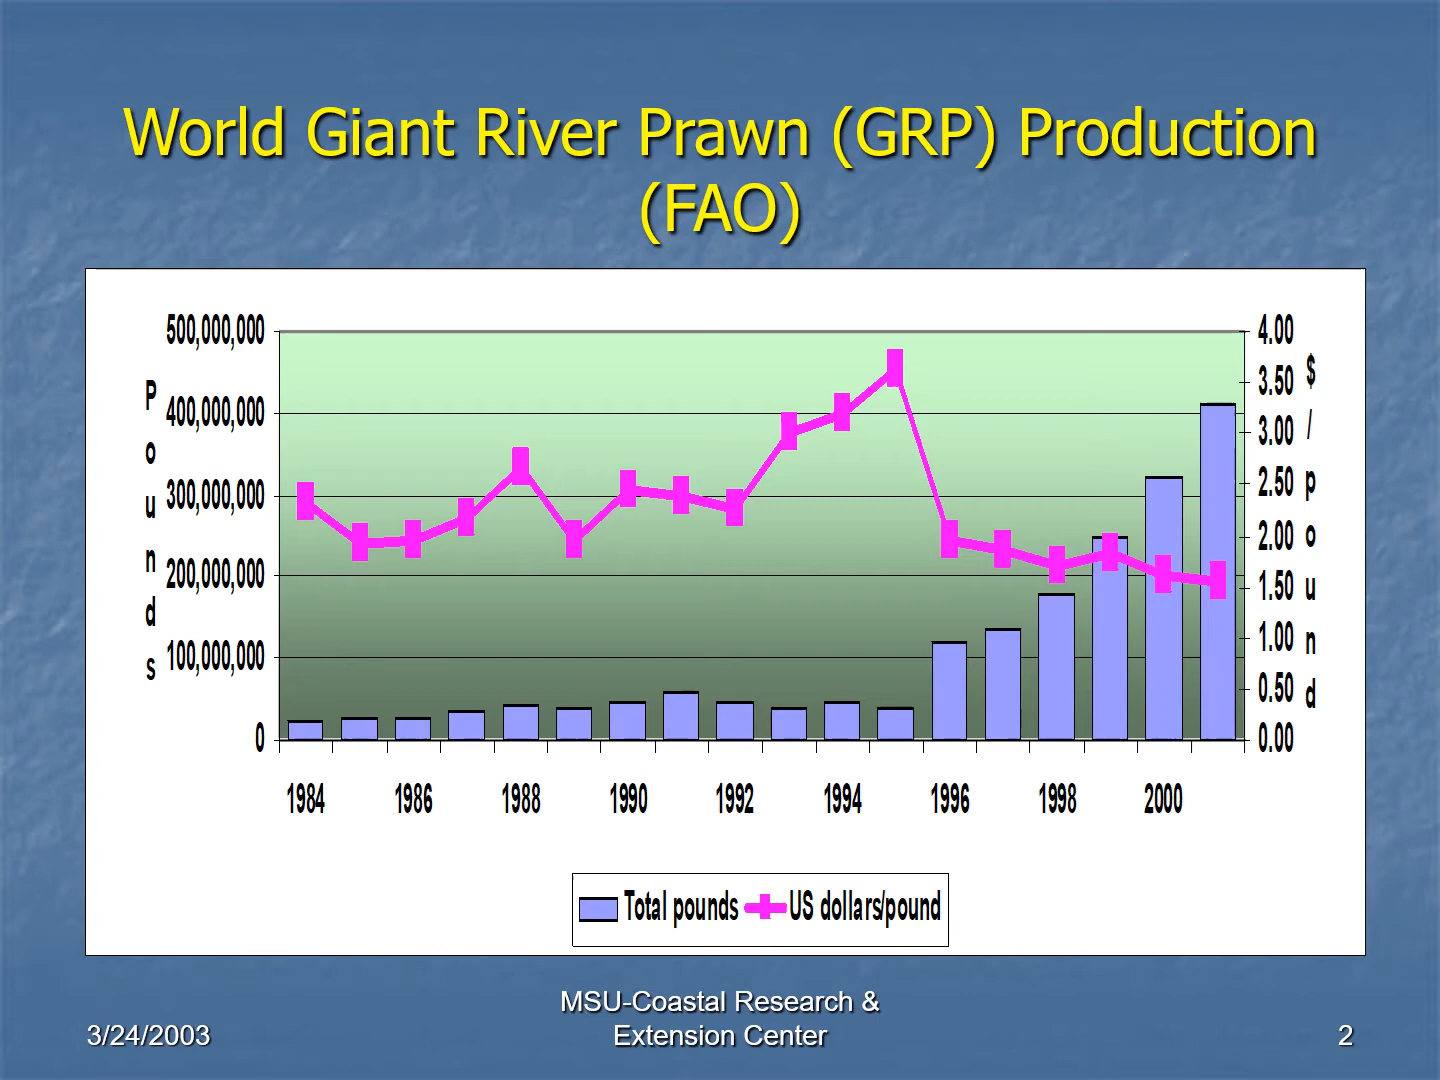 World Giant River Prawn (GRP) Production
(FAO)
500,000,000
400,000,000
300,000,000
200,000,000
100,000,000
0
Pounds
4.00
3.50
3.00
2.50
2.00
1.50
1.00
0.50
0.00
$/pound
1984 1986 1988 1990 1992 1994 1996 1998 2000
Total pounds US dollars/pound
3/24/2003
MSU-Coastal Research &
Extension Center
2